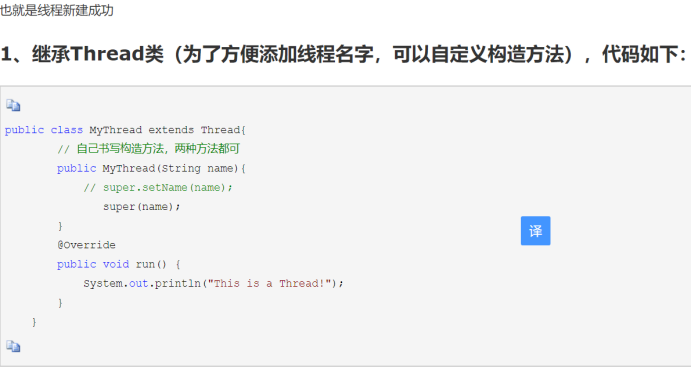 也就是线程新建成功
1、继承Thread类（为了方便添加线程名字，可以自定义构造方法），代码如下：
public class MyThread extends Thread{
// 自己书写构造方法，两种方法都可
public MyThread(String name){
// super.setName(name);
super(name);
}
@Override
public void run() {
System.out.println("This is a Thread!");
}
}
译